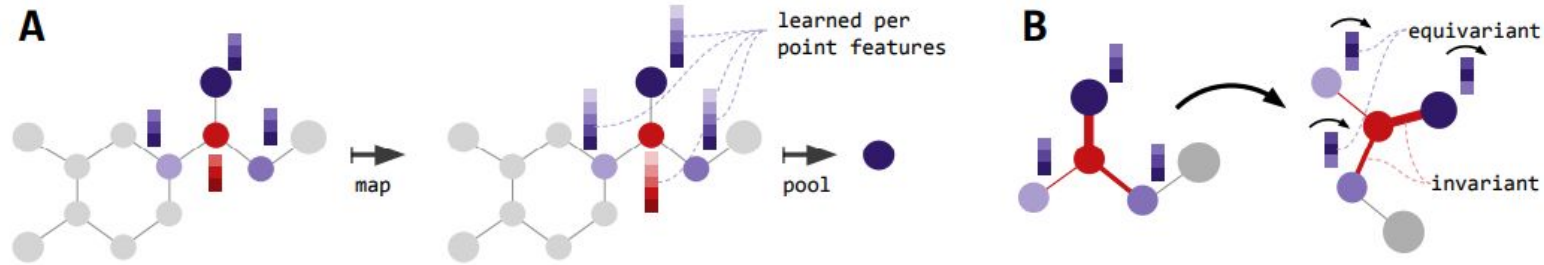 A
learned per
point features
map
pool
B
equivariant
invariant